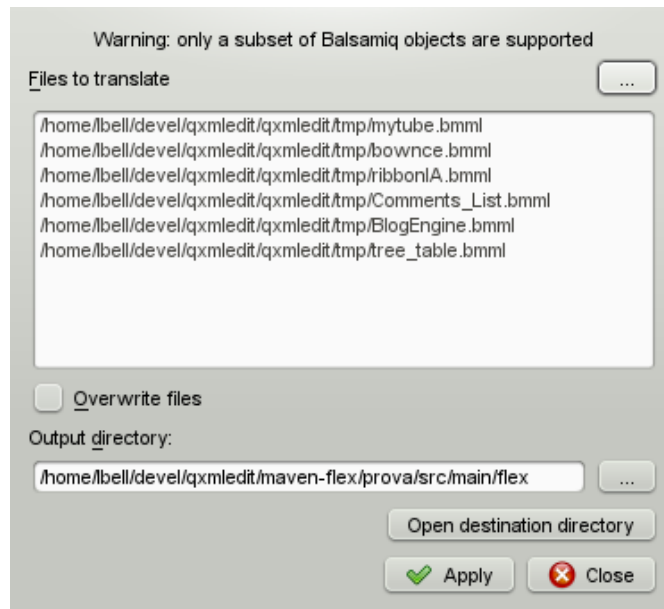 Warning: only a subset of Balsamiq objects are supported
Files to translate
...
/home/lbell/devel/qxmledit/qxmledit/tmp/mytube.bmml
/home/lbell/devel/qxmledit/qxmledit/tmp/bownce.bmml
/home/lbell/devel/qxmledit/qxmledit/tmp/ribbonIA.bmml
/home/lbell/devel/qxmledit/qxmledit/tmp/Comments_List.bmml
/home/lbell/devel/qxmledit/qxmledit/tmp/BlogEngine.bmml
/home/lbell/devel/qxmledit/qxmledit/tmp/tree_table.bmml
Overwrite files
Output directory:
/home/lbell/devel/qxmledit/maven-flex/prova/src/main/flex
...
Open destination directory
Apply Close